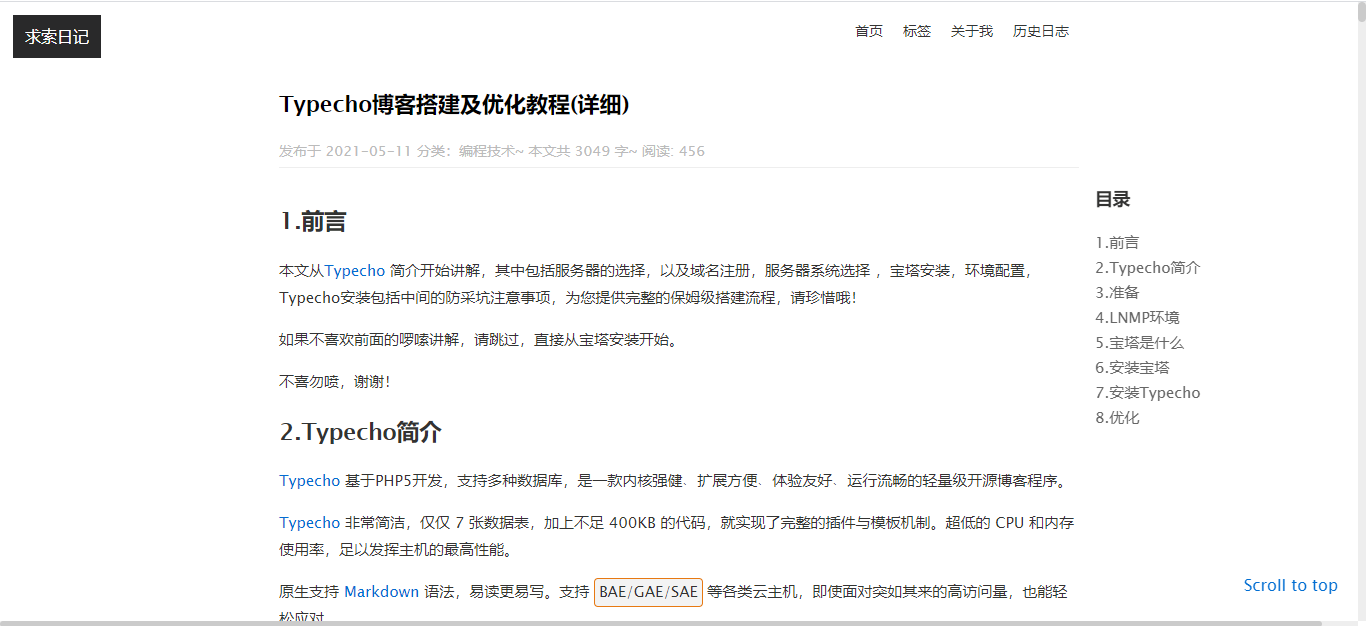 求索日记
首页 标签 关于我 历史日志
Typecho博客搭建及优化教程(详细)
发布于 2021-05-11 分类：编程技术~ 本文共 3049 字~ 阅读: 456
1.前言
本文从Typecho 简介开始讲解，其中包括服务器的选择，以及域名注册，服务器系统选择 ，宝塔安装，环境配置，
Typecho安装包括中间的防采坑注意事项，为您提供完整的保姆级搭建流程，请珍惜哦！
如果不喜欢前面的啰嗦讲解，请跳过，直接从宝塔安装开始。
不喜勿喷，谢谢！
2.Typecho简介
Typecho 基于PHP5开发，支持多种数据库，是一款内核强健﹑扩展方便﹑体验友好﹑运行流畅的轻量级开源博客程序。
Typecho 非常简洁，仅仅 7 张数据表，加上不足 400KB 的代码，就实现了完整的插件与模板机制。超低的 CPU 和内存
使用率，足以发挥主机的最高性能。
原生支持 Markdown 语法，易读更易写。支持 BAE/GAE/SAE 等各类云主机，即使面对突如其来的高访问量，也能轻
松应对
目录
1.前言
2.Typecho简介
3.准备
4.LNMP环境
5.宝塔是什么
6.安装宝塔
7.安装Typecho
8.优化
Scroll to top